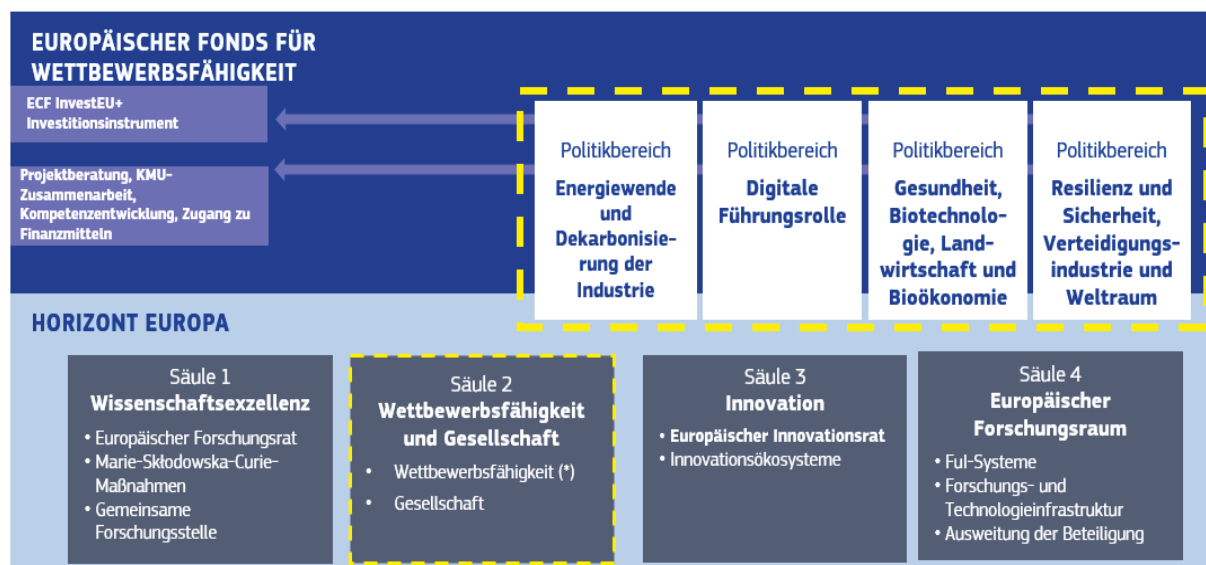 EUROPÄISCHER FONDS FÜR
WETTBEWERBSFÄHIGKEIT
ECF InvestEU+
Investitionsinstrument
Projektberatung, KMU-
Zusammenarbeit,
Kompetenzentwicklung, Zugang zu
Finanzmitteln
Politikbereich
Energiewende
und
Dekarbonisie-
rung der
Industrie
Politikbereich
Digitale
Führungsrolle
Politikbereich
Gesundheit,
Biotechnolo-
gie, Land-
wirtschaft und
Bioökonomie
Politikbereich
Resilienz und
Sicherheit,
Verteidigungs-
industrie und
Weltraum
HORIZONT EUROPA
Säule 1
Wissenschaftsexzellenz
• Europäischer Forschungsrat
• Marie-Skłodowska-Curie-
Maßnahmen
• Gemeinsame
Forschungsstelle
Säule 2
Wettbewerbsfähigkeit
und Gesellschaft
• Wettbewerbsfähigkeit (*)
• Gesellschaft
Säule 3
Innovation
• Europäischer Innovationsrat
• Innovationsökosysteme
Säule 4
Europäischer
Forschungsraum
• FuI-Systeme
• Forschungs- und
Technologieinfrastruktur
• Ausweitung der Beteiligung